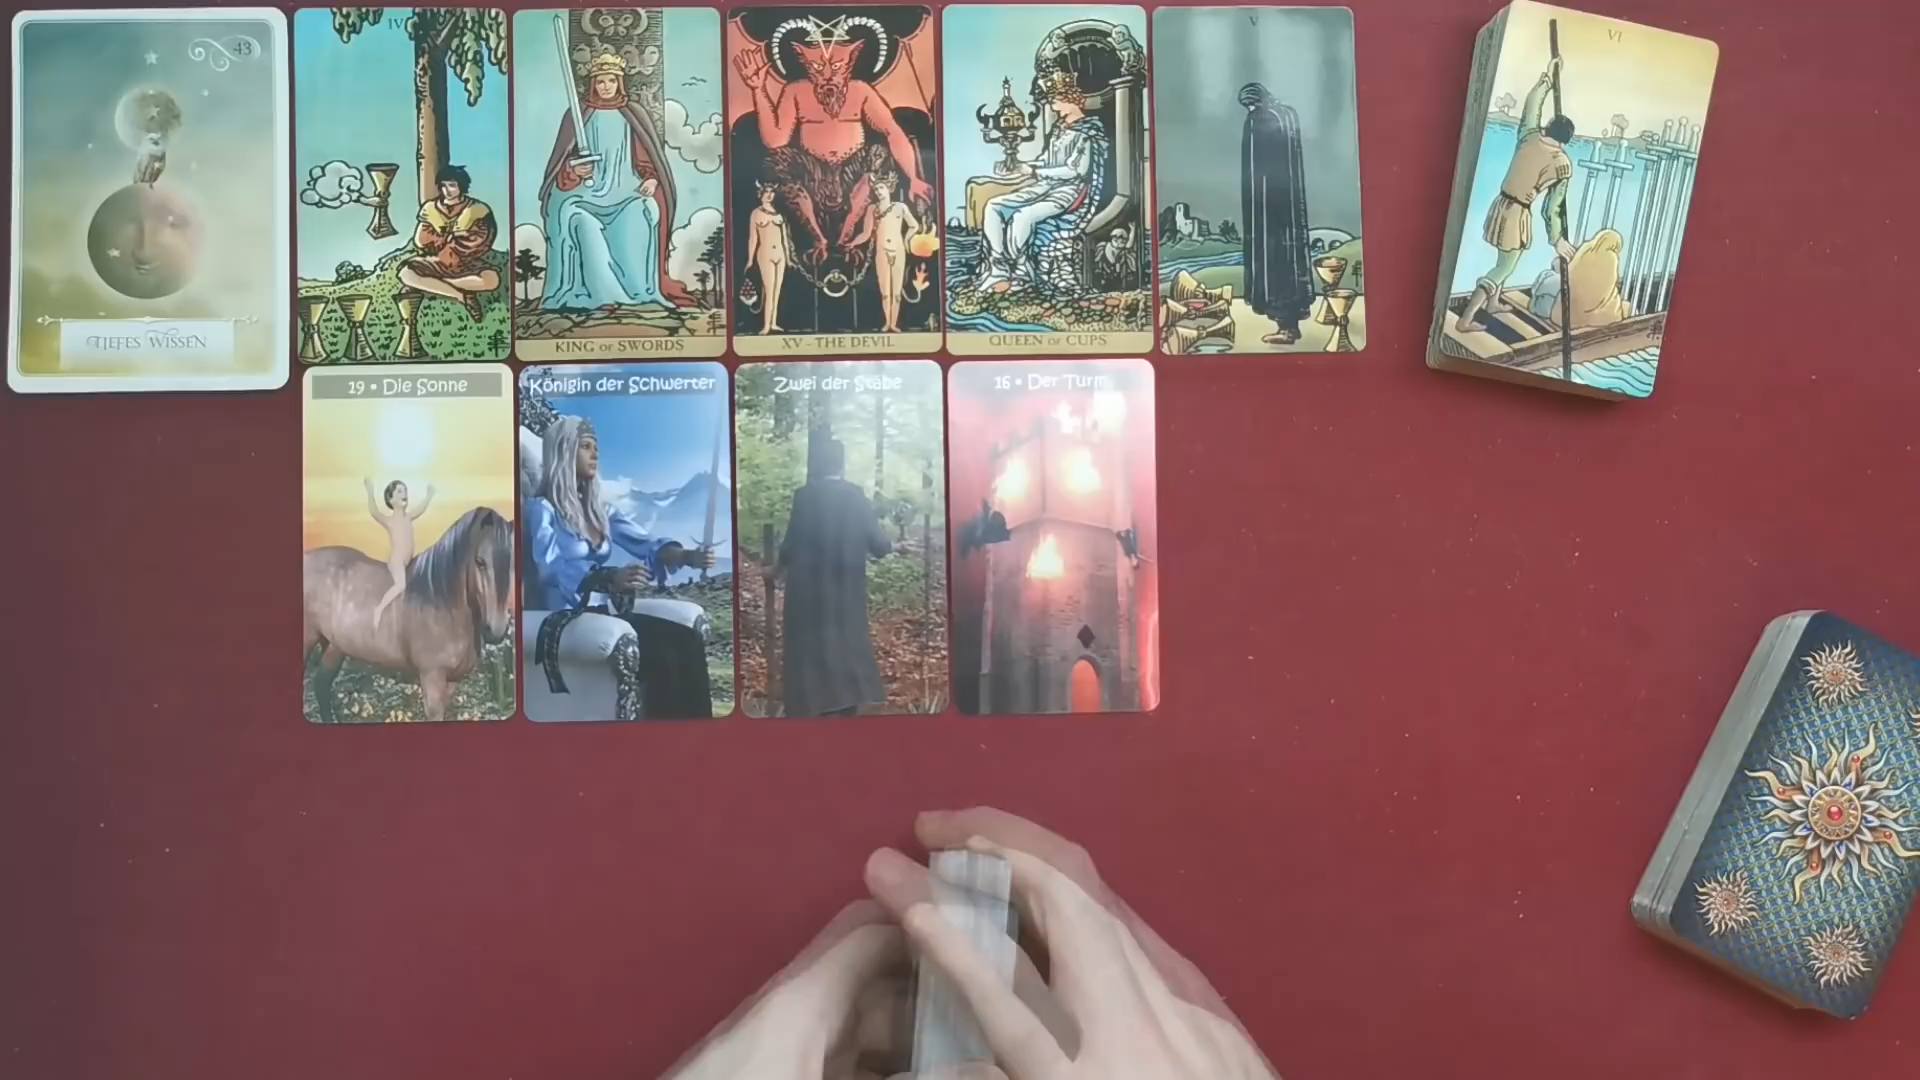 43
TIEFES WISSEN
IV
KING OF SWORDS
XV - THE DEVIL
QUEEN OF CUPS
V
VI
19 • Die Sonne
Königin der Schwerter
Zwei der Stäbe
16 • Der Turm